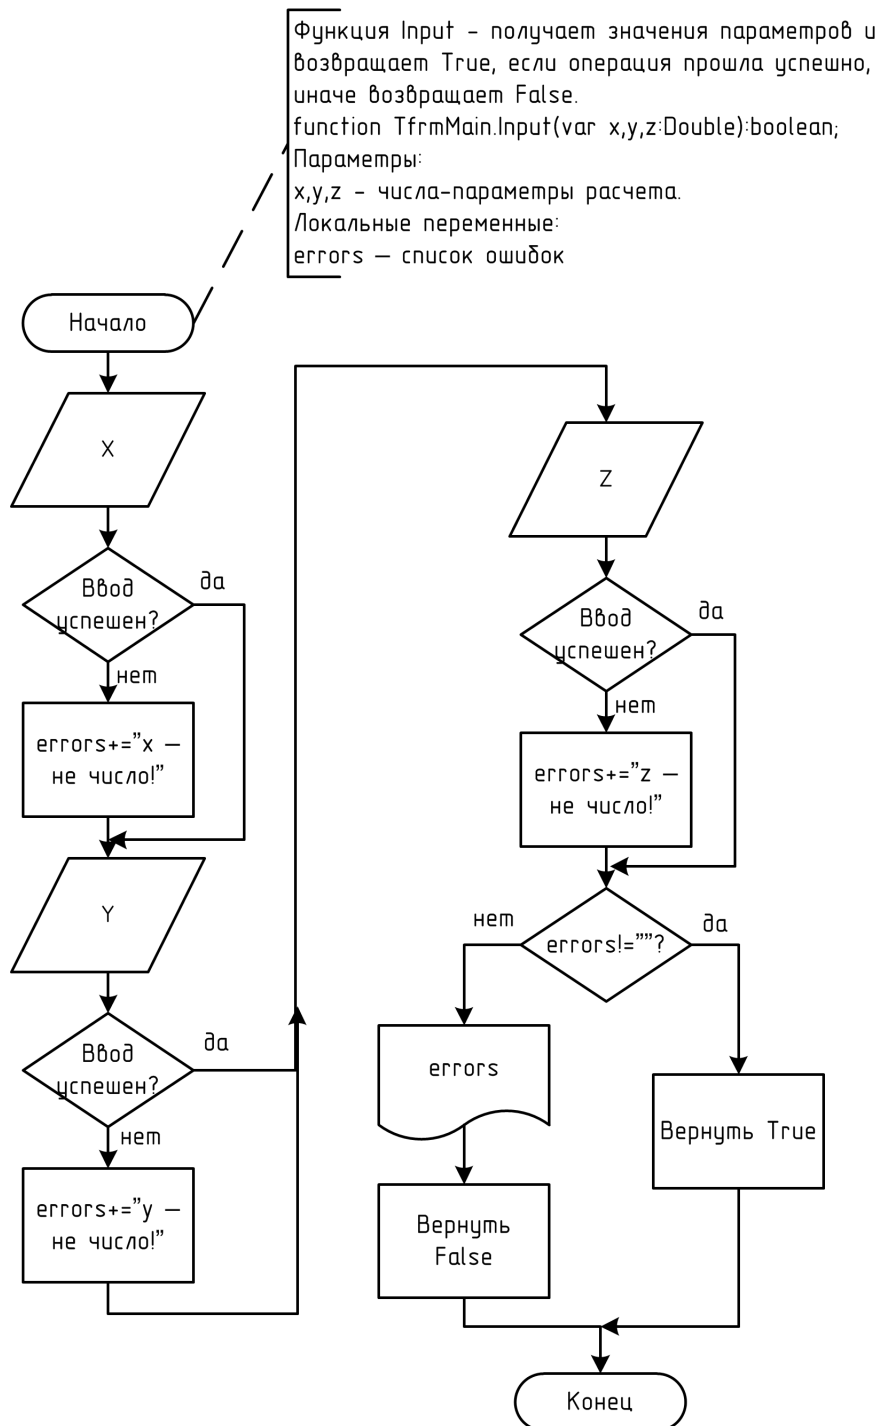 Функция Input - получает значения параметров и
возвращает True, если операция прошла успешно,
иначе возвращает False.
function TfrmMain.Input(var x,y,z:Double):boolean;
Параметры:
x,y,z - числа-параметры расчета.
Локальные переменные:
errors — список ошибок
Начало
X
Ввод
успешен?
да
нет
errors+="x —
не число!"
Y
Ввод
успешен?
да
нет
errors+="y —
не число!"
Z
Ввод
успешен?
да
нет
errors+="z —
не число!"
errors!=""?
нет
да
errors
Вернуть
False
Вернуть True
Конец